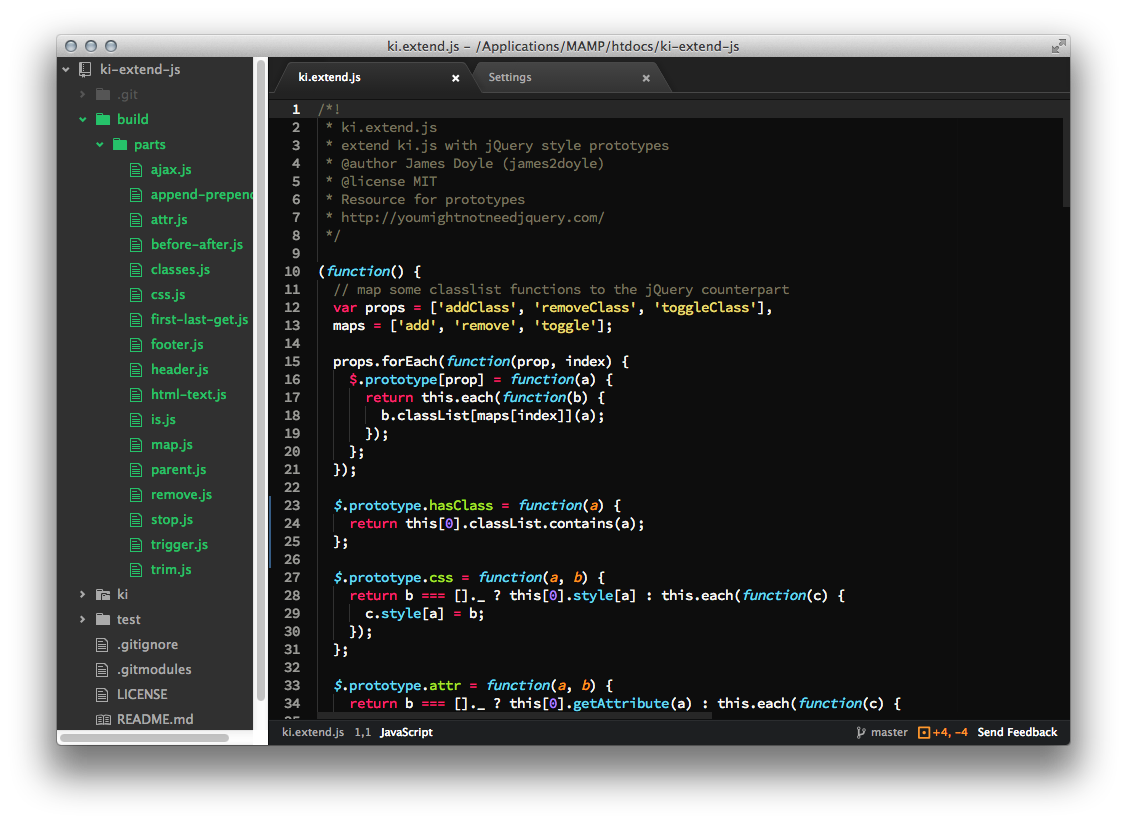 ki.extend.js – /Applications/MAMP/htdocs/ki-extend-js
ki-extend-js
.git
build
parts
ajax.js
append-prepend
attr.js
before-after.js
classes.js
css.js
first-last-get.js
footer.js
header.js
html-text.js
is.js
map.js
parent.js
remove.js
stop.js
trigger.js
trim.js
ki
test
.gitignore
.gitmodules
LICENSE
README.md
ki.extend.js
Settings
1 /*!
2 * ki.extend.js
3 * extend ki.js with jQuery style prototypes
4 * @author James Doyle (james2doyle)
5 * @license MIT
6 * Resource for prototypes
7 * http://youmightnotneedjquery.com/
8 */
9
10 (function() {
11 // map some classlist functions to the jQuery counterpart
12 var props = ['addClass', 'removeClass', 'toggleClass'],
13 maps = ['add', 'remove', 'toggle'];
14
15 props.forEach(function(prop, index) {
16 $.prototype[prop] = function(a) {
17 return this.each(function(b) {
18 b.classList[maps[index]](a);
19 });
20 };
21 });
22
23 $.prototype.hasClass = function(a) {
24 return this[0].classList.contains(a);
25 };
26
27 $.prototype.css = function(a, b) {
28 return b === []._ ? this[0].style[a] : this.each(function(c) {
29 c.style[a] = b;
30 });
31 };
32
33 $.prototype.attr = function(a, b) {
34 return b === []._ ? this[0].getAttribute(a) : this.each(function(c) {
ki.extend.js 1,1 JavaScript
master +4, -4 Send Feedback